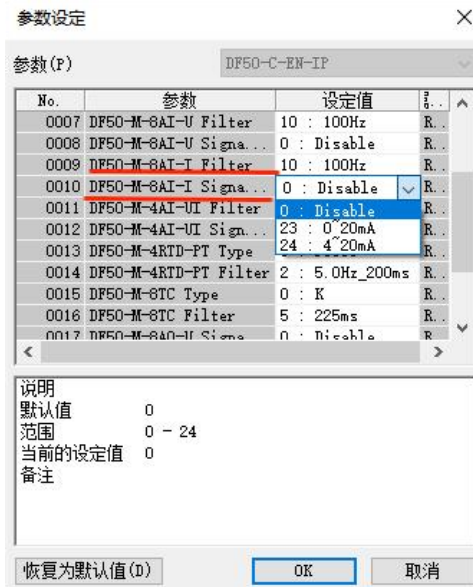 参数设定
参数(P) DF50-C-EN-IP
No. 参数 设定值
0007 DF50-M-8AI-U Filter 10 : 100Hz R..
0008 DF50-M-8AI-U Signa... 0 : Disable R..
0009 DF50-M-8AI-I Filter 10 : 100Hz R..
0010 DF50-M-8AI-I Signa... 0 : Disable R..
0011 DF50-M-4AI-UI Filter 0 : Disable R..
0012 DF50-M-4AI-UI Sign... 23 : 0~20mA R..
0013 DF50-M-4RTD-PT Type 24 : 4~20mA R..
0014 DF50-M-4RTD-PT Filter 2 : 5.0Hz_200ms R..
0015 DF50-M-8TC Type 0 : K R..
0016 DF50-M-8TC Filter 5 : 225ms R..
0017 DF50-M-8AO-U Signa 0 : Disable R
说明
默认值 0
范围 0 - 24
当前的设定值 0
备注
恢复为默认值(D) OK 取消